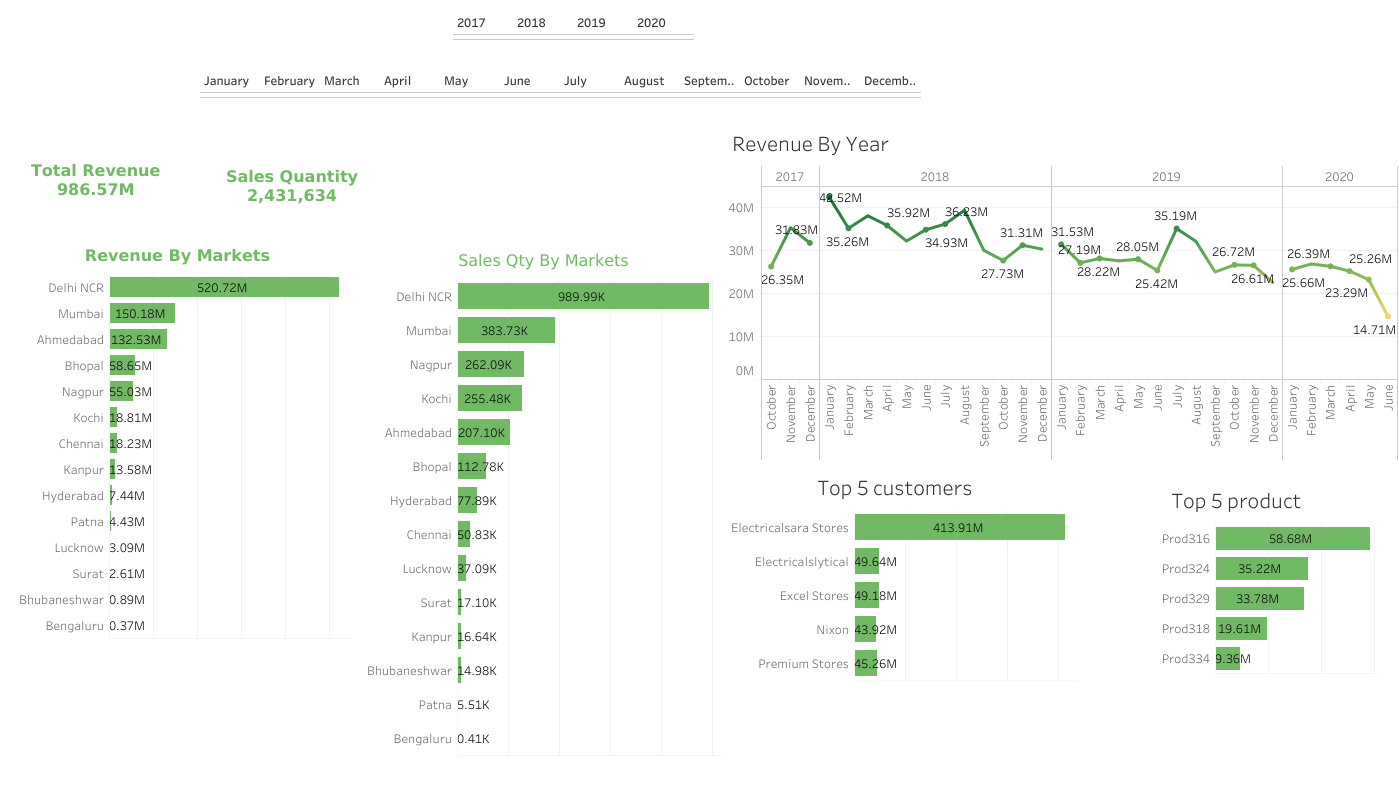 2017 2018 2019 2020
January February March April May June July August Septem.. October Novem.. Decemb..
Total Revenue
986.57M
Sales Quantity
2,431,634
Revenue By Markets
Delhi NCR 520.72M
Mumbai 150.18M
Ahmedabad 132.53M
Bhopal 58.65M
Nagpur 55.03M
Kochi 18.81M
Chennai 18.23M
Kanpur 13.58M
Hyderabad 7.44M
Patna 4.43M
Lucknow 3.09M
Surat 2.61M
Bhubaneshwar 0.89M
Bengaluru 0.37M
Sales Qty By Markets
Delhi NCR 989.99K
Mumbai 383.73K
Nagpur 262.09K
Kochi 255.48K
Ahmedabad 207.10K
Bhopal 112.78K
Hyderabad 77.89K
Chennai 50.83K
Lucknow 37.09K
Surat 17.10K
Kanpur 16.64K
Bhubaneshwar 14.98K
Patna 5.51K
Bengaluru 0.41K
Revenue By Year
2017 2018 2019 2020
40M
30M
20M
10M
0M
26.35M
31.83M
42.52M
35.26M
35.92M
34.93M
36.23M
27.73M
31.31M
31.53M
27.19M
28.22M
28.05M
25.42M
35.19M
26.72M
26.61M
25.66M
26.39M
23.29M
25.26M
14.71M
October November December January February March April May June July August September October November December January February March April May June July August September October November December January February March April May June
Top 5 customers
Electricalsara Stores 413.91M
Electricalslytical 49.64M
Excel Stores 49.18M
Nixon 43.92M
Premium Stores 45.26M
Top 5 product
Prod316 58.68M
Prod324 35.22M
Prod329 33.78M
Prod318 19.61M
Prod334 9.36M